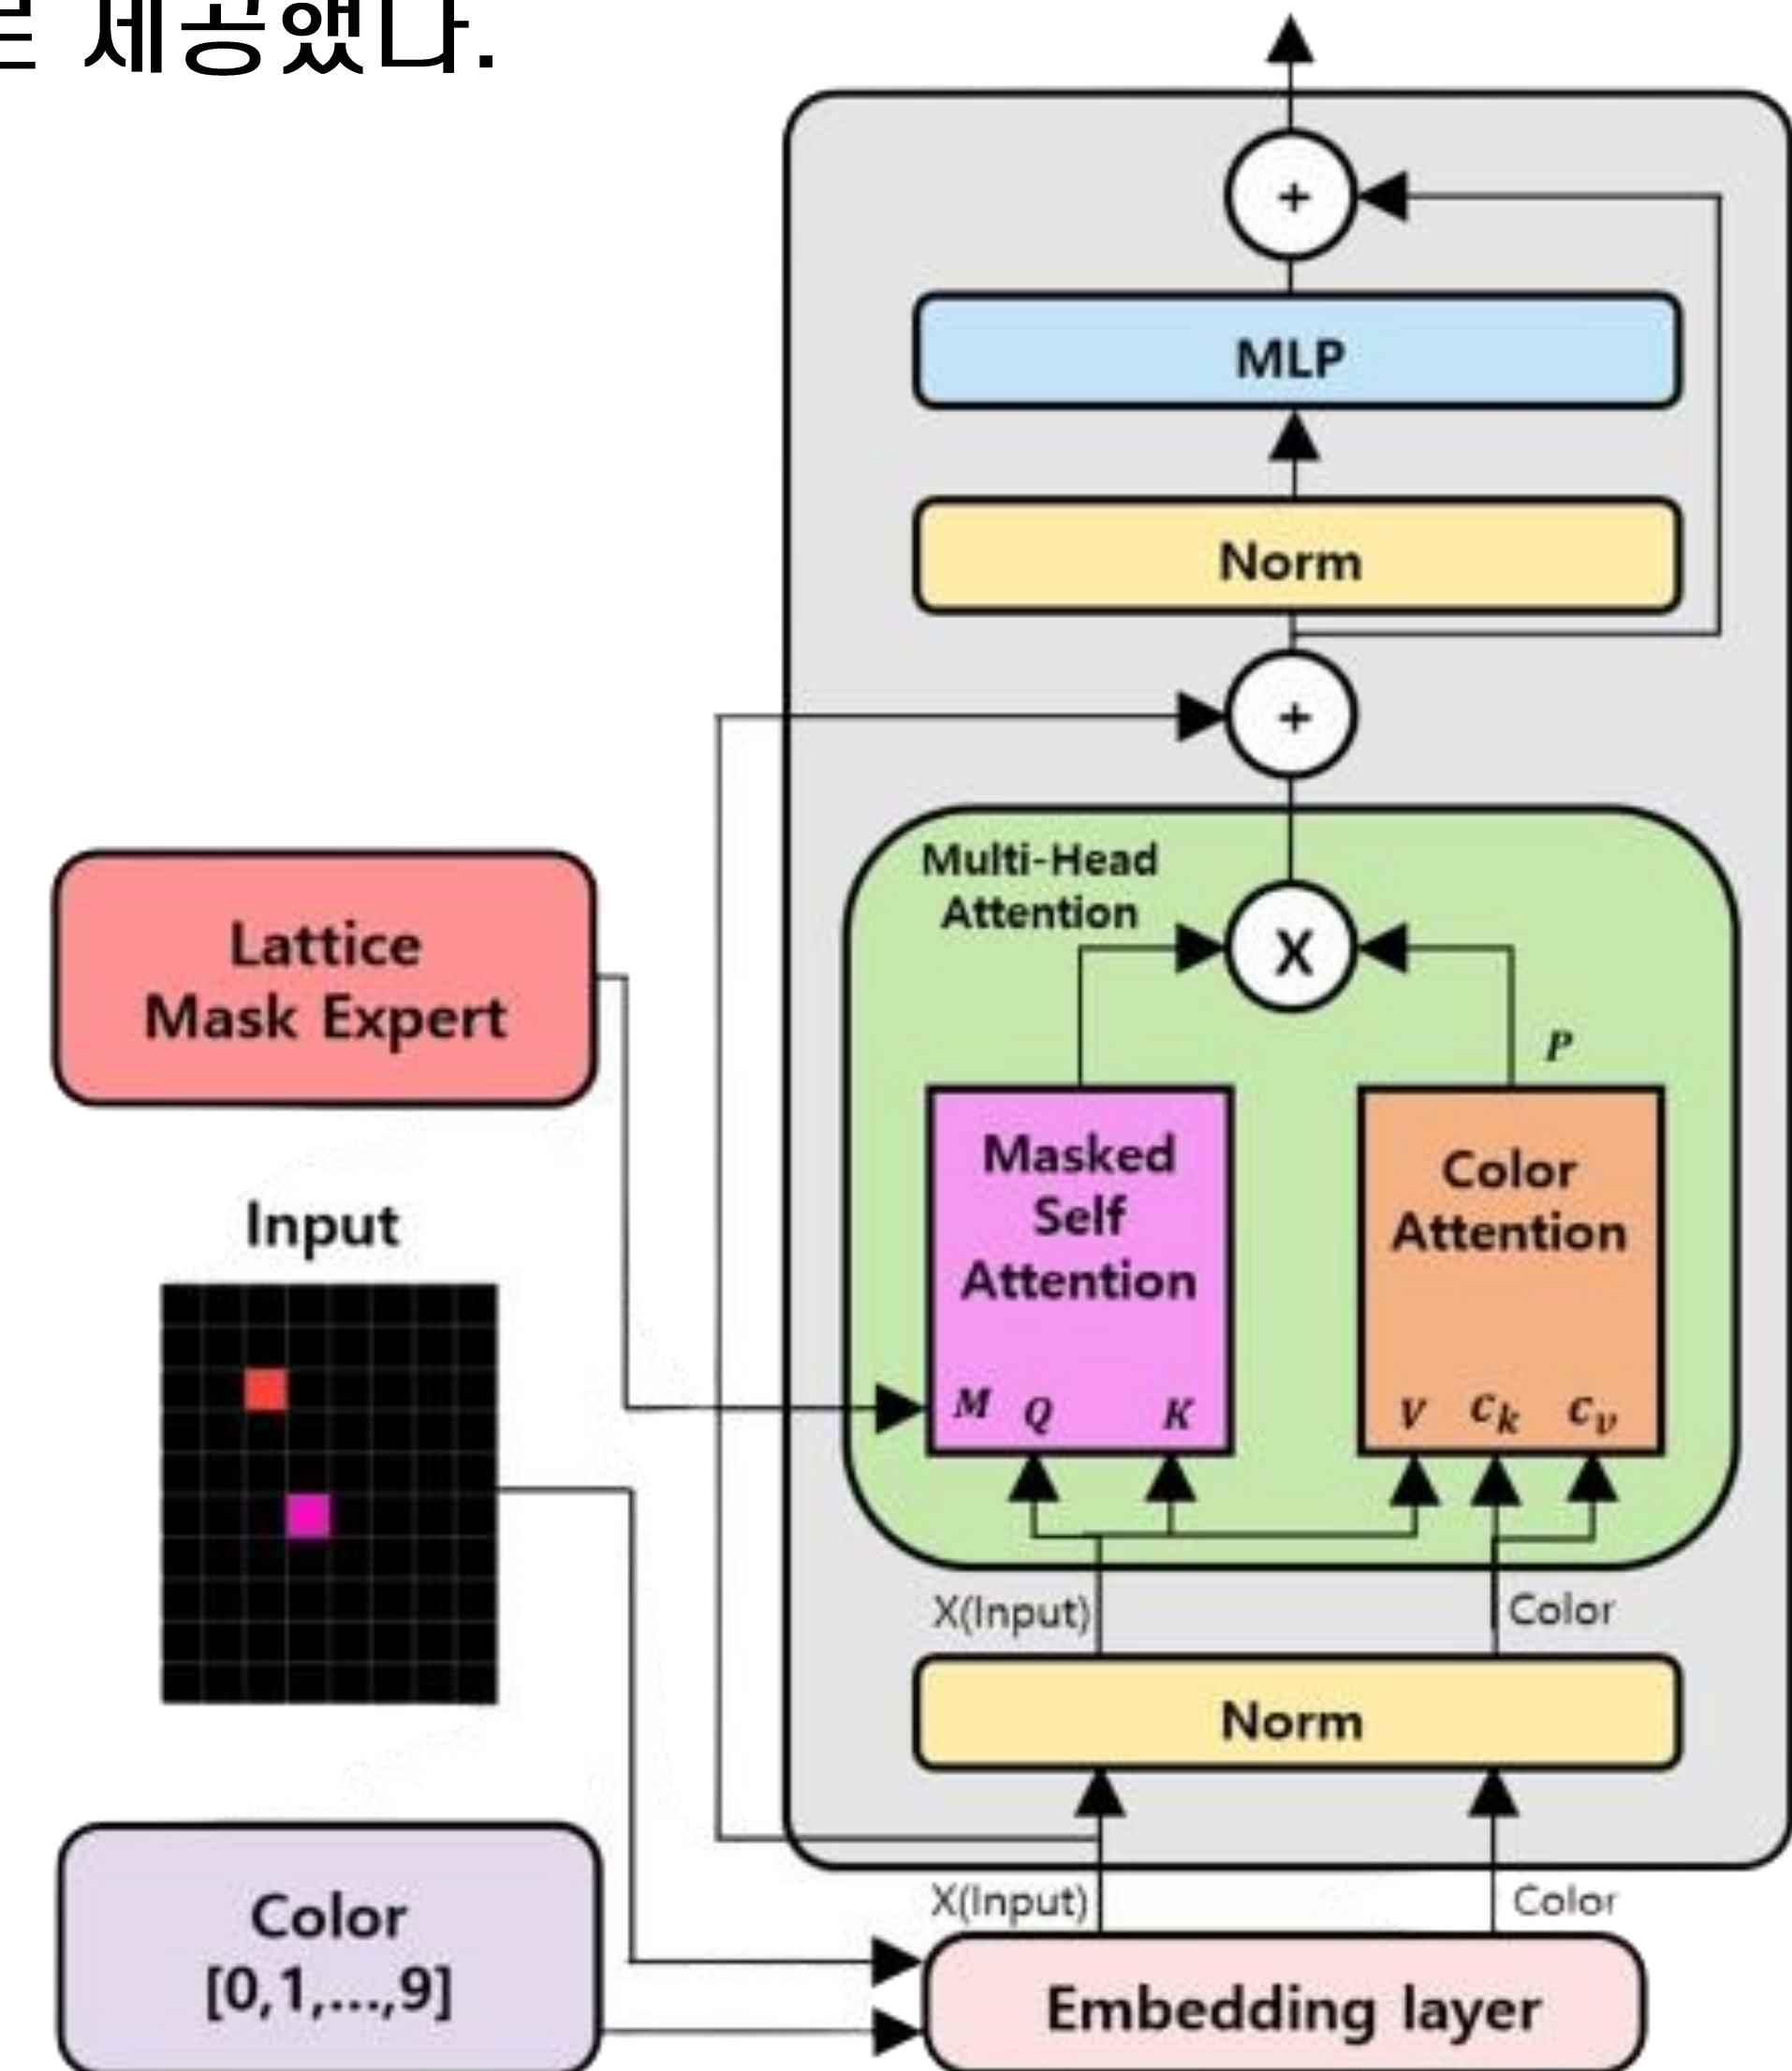 제공했다.
+
MLP
Norm
+
Multi-Head
Attention
X
P
Lattice
Mask Expert
Masked
Self
Attention
Color
Attention
M Q K
V C_k C_v
Input
X(Input)
Color
Norm
X(Input)
Color
Color
[0,1,...,9]
Embedding layer